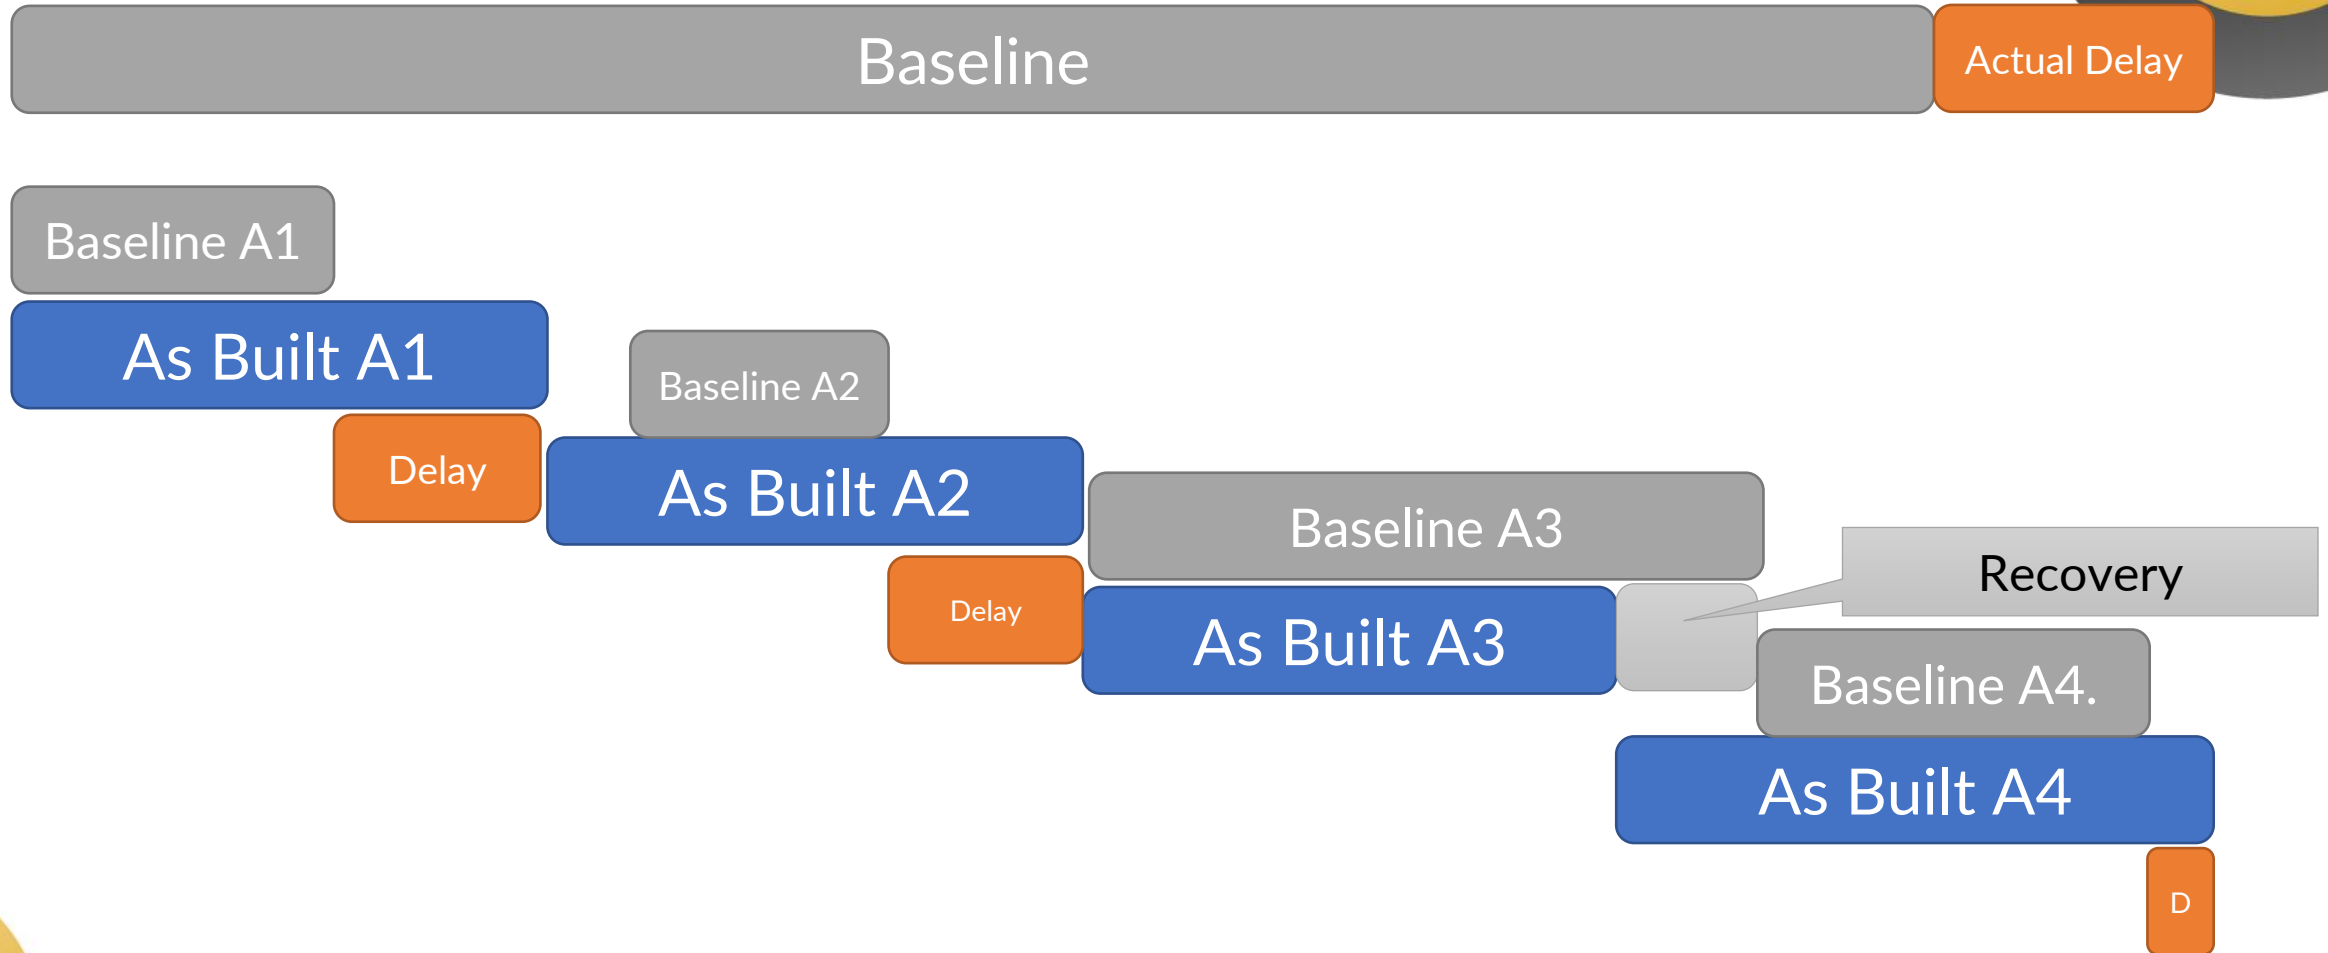 Baseline
Actual Delay
Baseline A1
As Built A1
Baseline A2
Delay
As Built A2
Baseline A3
Recovery
Delay
As Built A3
Baseline A4.
As Built A4
D